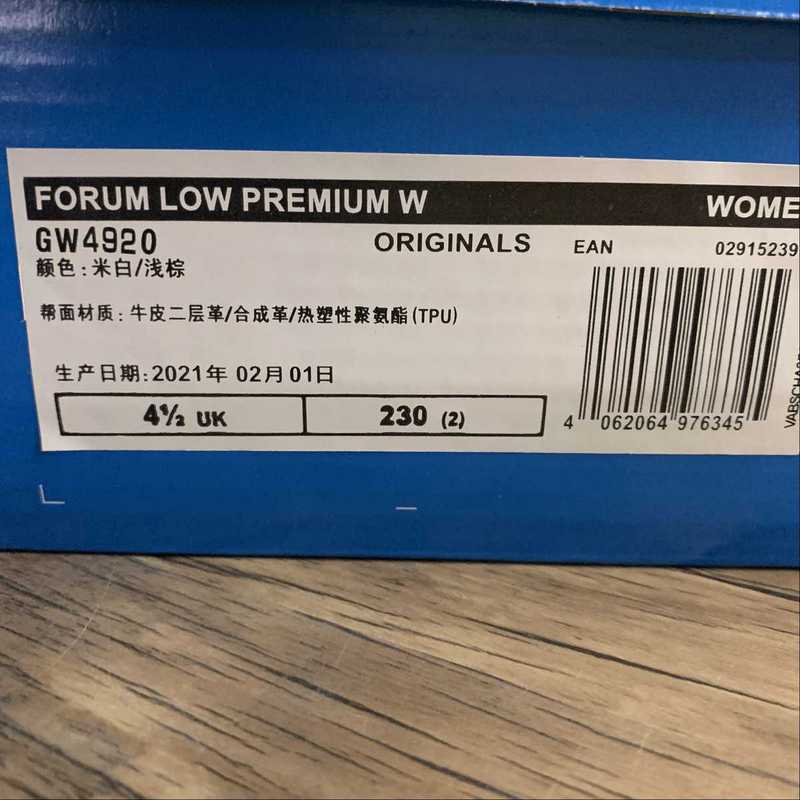 FORUM LOW PREMIUM W WOME
GW4920 ORIGINALS EAN 02915239
颜色:米白/浅棕
帮面材质:牛皮二层革/合成革/热塑性聚氨酯(TPU)
生产日期:2021年 02月 01日
4½ UK 230 (2)
4 062064 976345